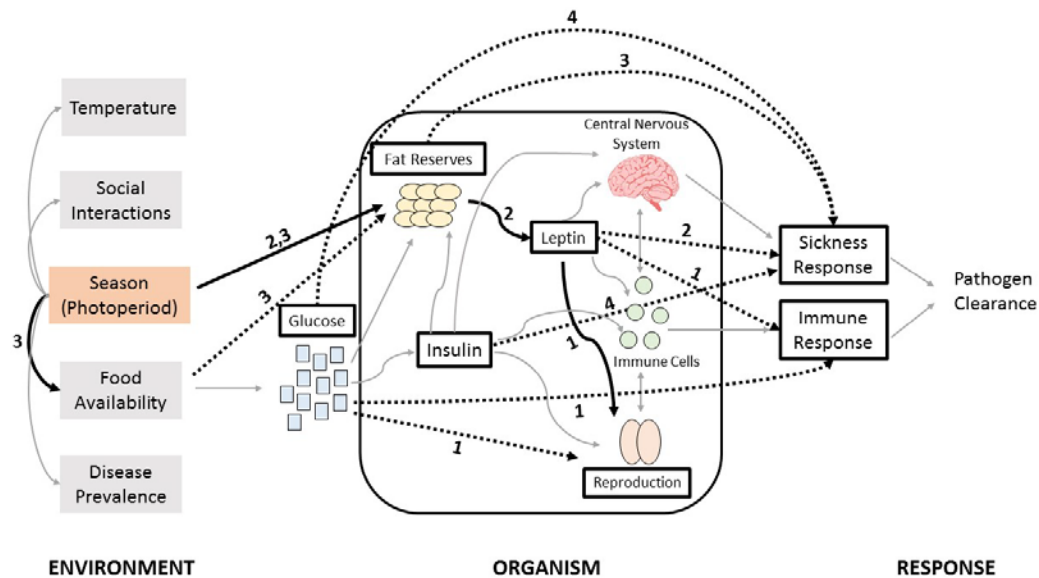 4
3
Temperature
Central Nervous
System
Fat Reserves
Social
Interactions
2
2,3
Leptin
2
Sickness
Response
Season
(Photoperiod)
3
1
Pathogen
Clearance
Glucose
4
3
Insulin
1
Immune
Response
Immune Cells
Food
Availability
1
1
Reproduction
Disease
Prevalence
ENVIRONMENT
ORGANISM
RESPONSE